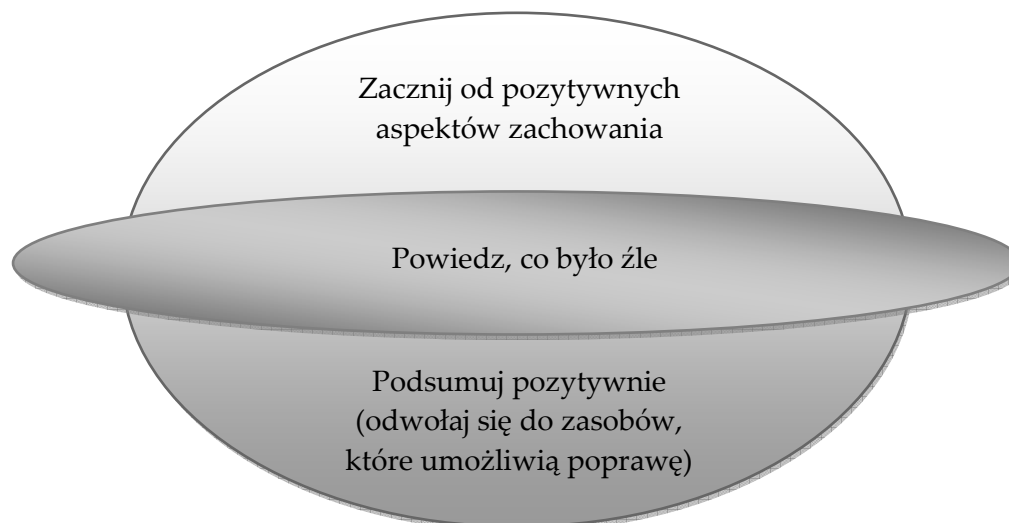 Zacznij od pozytywnych
aspektów zachowania
Powiedz, co było źle
Podsumuj pozytywnie
(odwołaj się do zasobów,
które umożliwią poprawę)